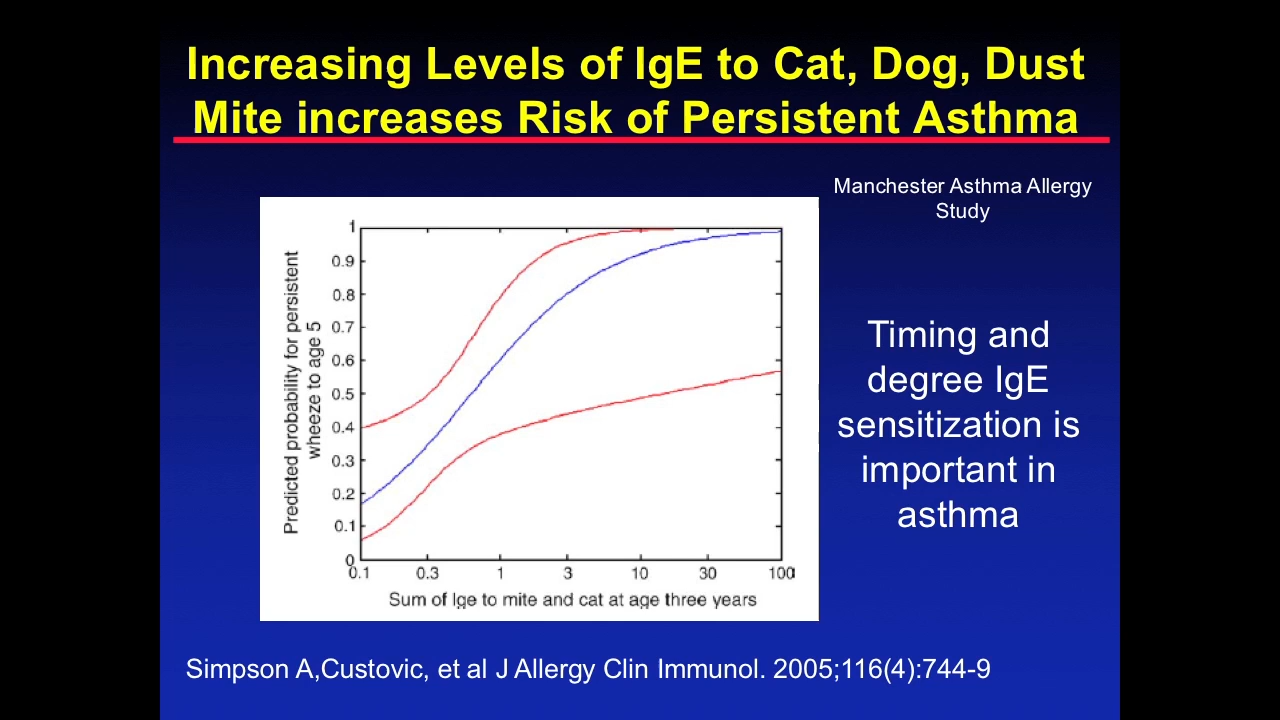 Increasing Levels of IgE to Cat, Dog, Dust
Mite increases Risk of Persistent Asthma
Manchester Asthma Allergy
Study
Predicted probability for persistent
wheeze to age 5
1
0.9
0.8
0.7
0.6
0.5
0.4
0.3
0.2
0.1
0
0.1 0.3 1 3 10 30 100
Sum of Ige to mite and cat at age three years
Timing and
degree IgE
sensitization is
important in
asthma
Simpson A,Custovic, et al J Allergy Clin Immunol. 2005;116(4):744-9